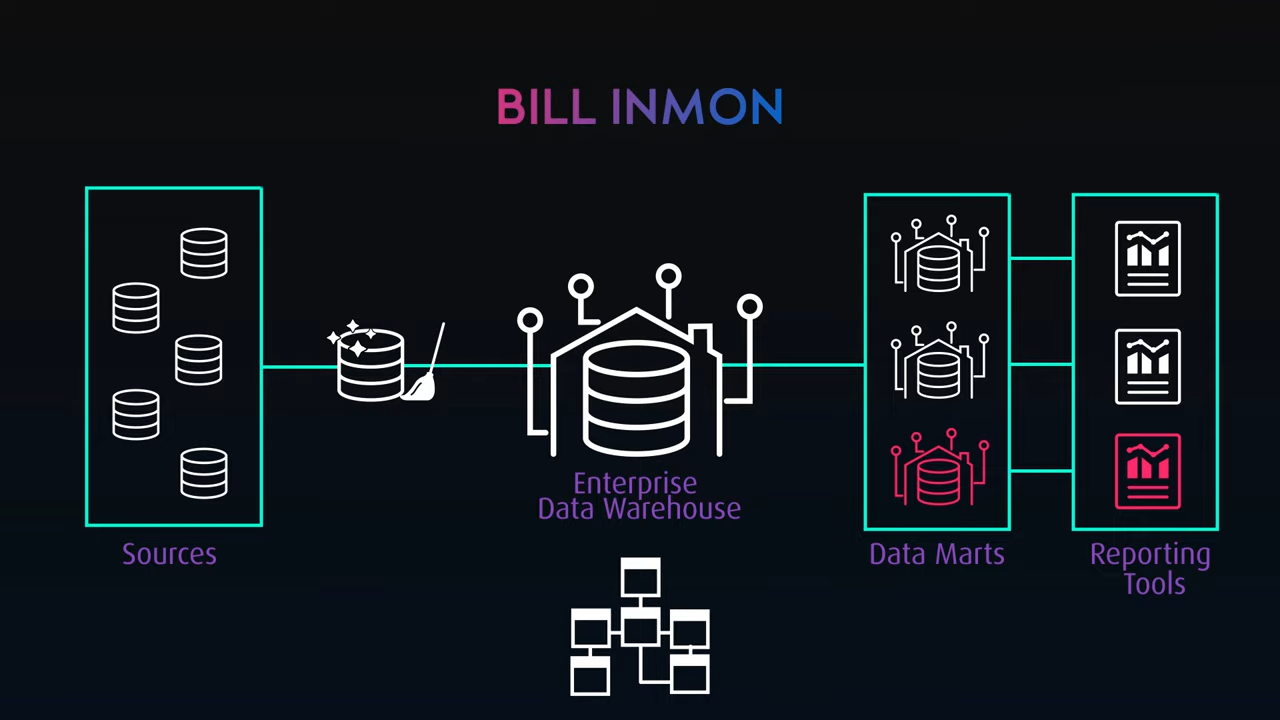 BILL INMON
Enterprise
Data Warehouse
Sources
Data Marts
Reporting
Tools